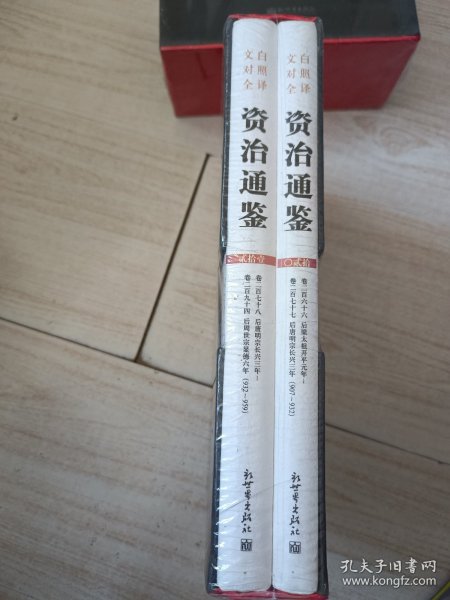 文白
对照
全译
资治通鉴
贰拾壹
卷二百七十八 后唐明宗长兴三年~
卷二百九十四 后周世宗显德六年 (932~959)
新世界出版社
文白
对照
全译
资治通鉴
贰拾
卷二百六十六 后梁太祖开平元年~
卷二百七十七 后唐明宗长兴三年 (907~932)
新世界出版社
孔夫子旧书网
www.kongfz.com